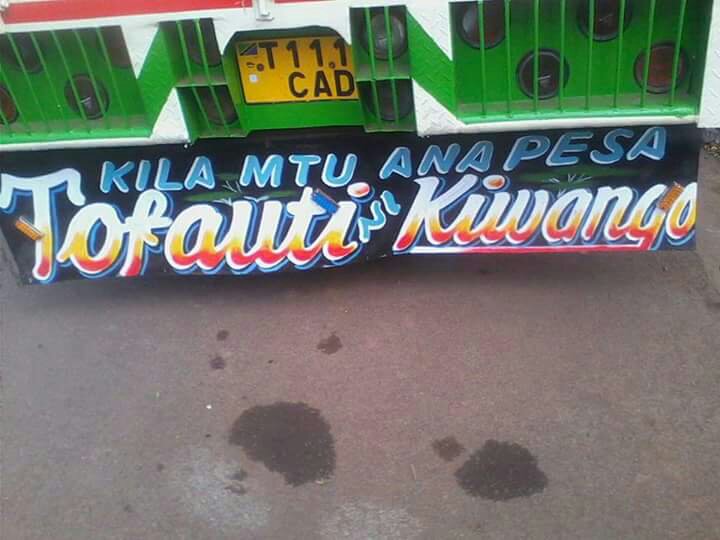 T 111
CAD
KILA MTU ANA PESA
Tofauti NI Kiwango